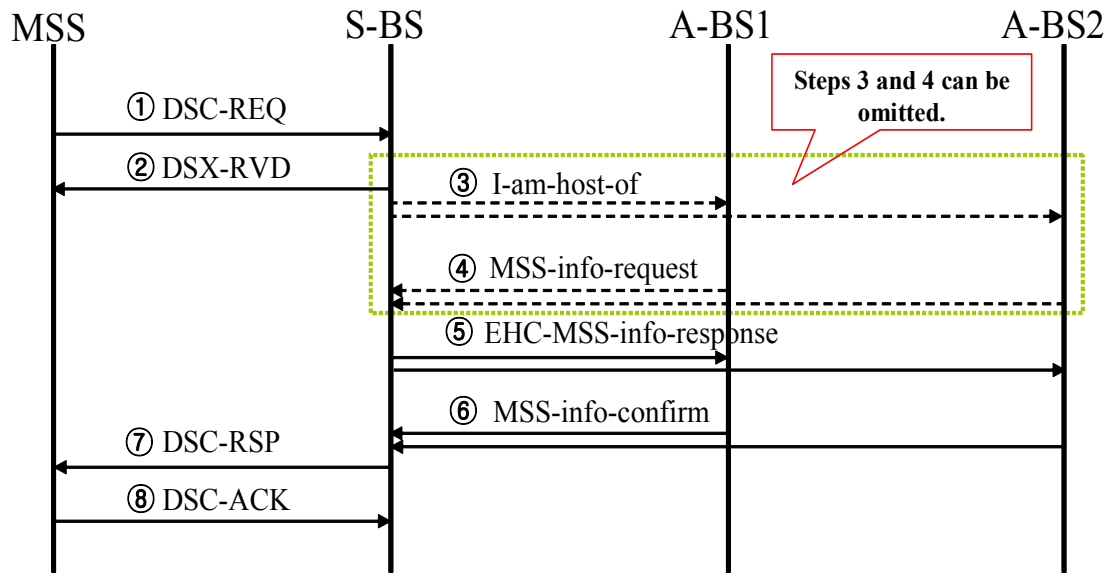 MSS S-BS A-BS1 A-BS2
Steps 3 and 4 can be
omitted.
① DSC-REQ
② DSX-RVD
③ I-am-host-of
④ MSS-info-request
⑤ EHC-MSS-info-response
⑥ MSS-info-confirm
⑦ DSC-RSP
⑧ DSC-ACK